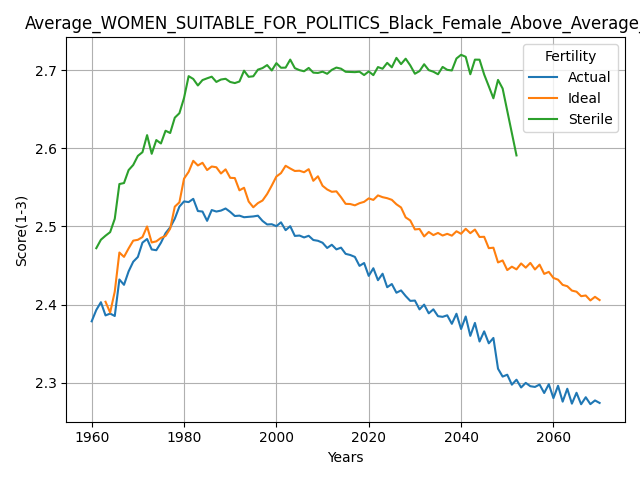 Average_WOMEN_SUITABLE_FOR_POLITICS_Black_Female_Above_Average_
2.7
2.6
2.5
2.4
2.3
Score(1-3)
1960
1980
2000
2020
2040
2060
Years
Fertility
Actual
Ideal
Sterile